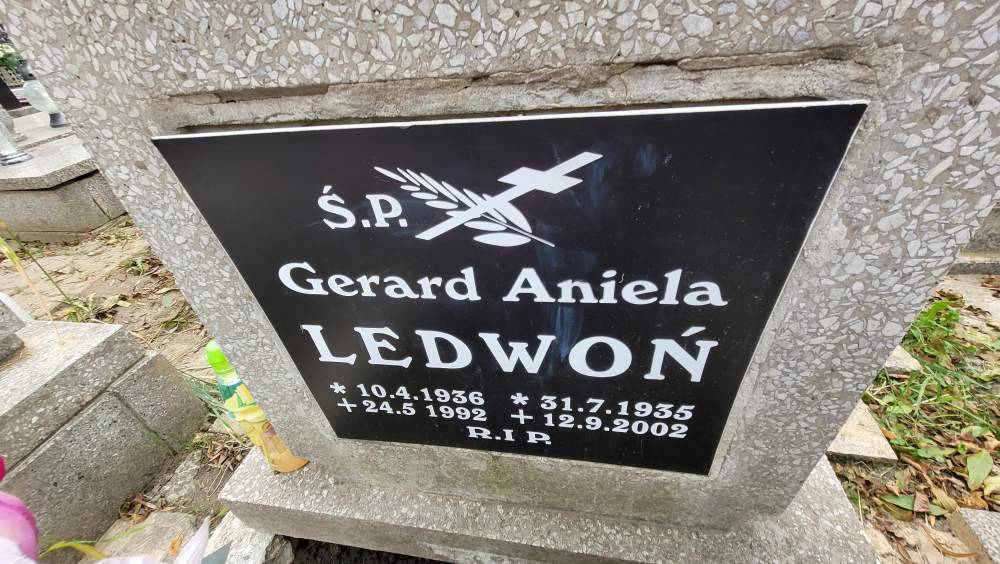 Ś.P.
Gerard Aniela
LEDWOŃ
* 10.4.1936 * 31.7.1935
+ 24.5 1992 + 12.9.2002
R.I P.